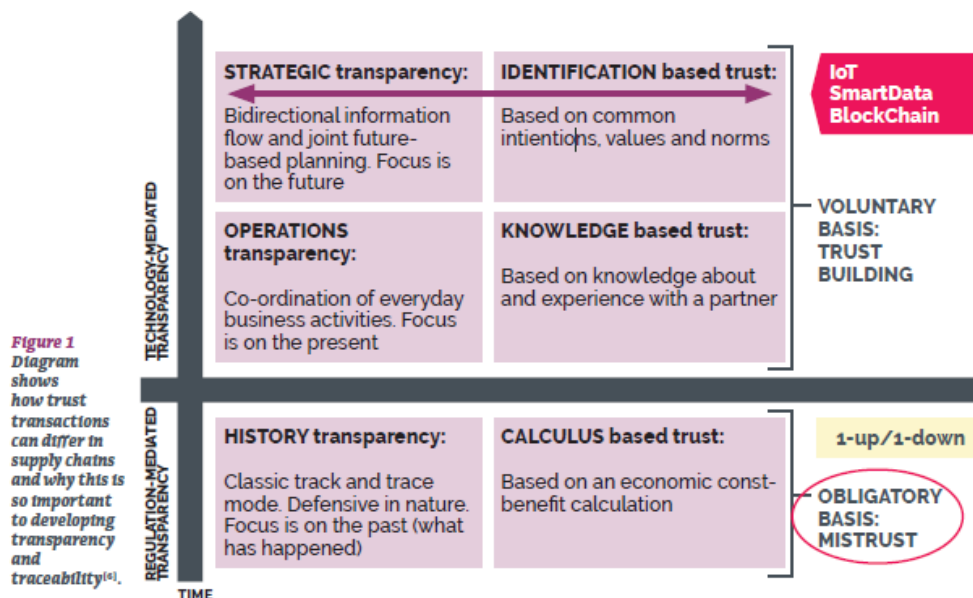 STRATEGIC transparency:
Bidirectional information
flow and joint future-
based planning. Focus is
on the future
IDENTIFICATION based trust:
Based on common
intientions, values and norms
IoT
SmartData
BlockChain
OPERATIONS
transparency:
Co-ordination of everyday
business activities. Focus
is on the present
KNOWLEDGE based trust:
Based on knowledge about
and experience with a partner
VOLUNTARY
BASIS:
TRUST
BUILDING
TECHNOLOGY-MEDIATED
TRANSPARENCY
Figure 1
Diagram
shows
how trust
transactions
can differ in
supply chains
and why this is
so important
to developing
transparency
and
traceability[6].
REGULATION-MEDIATED
TRANSPARENCY
HISTORY transparency:
Classic track and trace
mode. Defensive in nature.
Focus is on the past (what
has happened)
CALCULUS based trust:
Based on an economic const-
benefit calculation
1-up/1-down
OBLIGATORY
BASIS:
MISTRUST
TIME